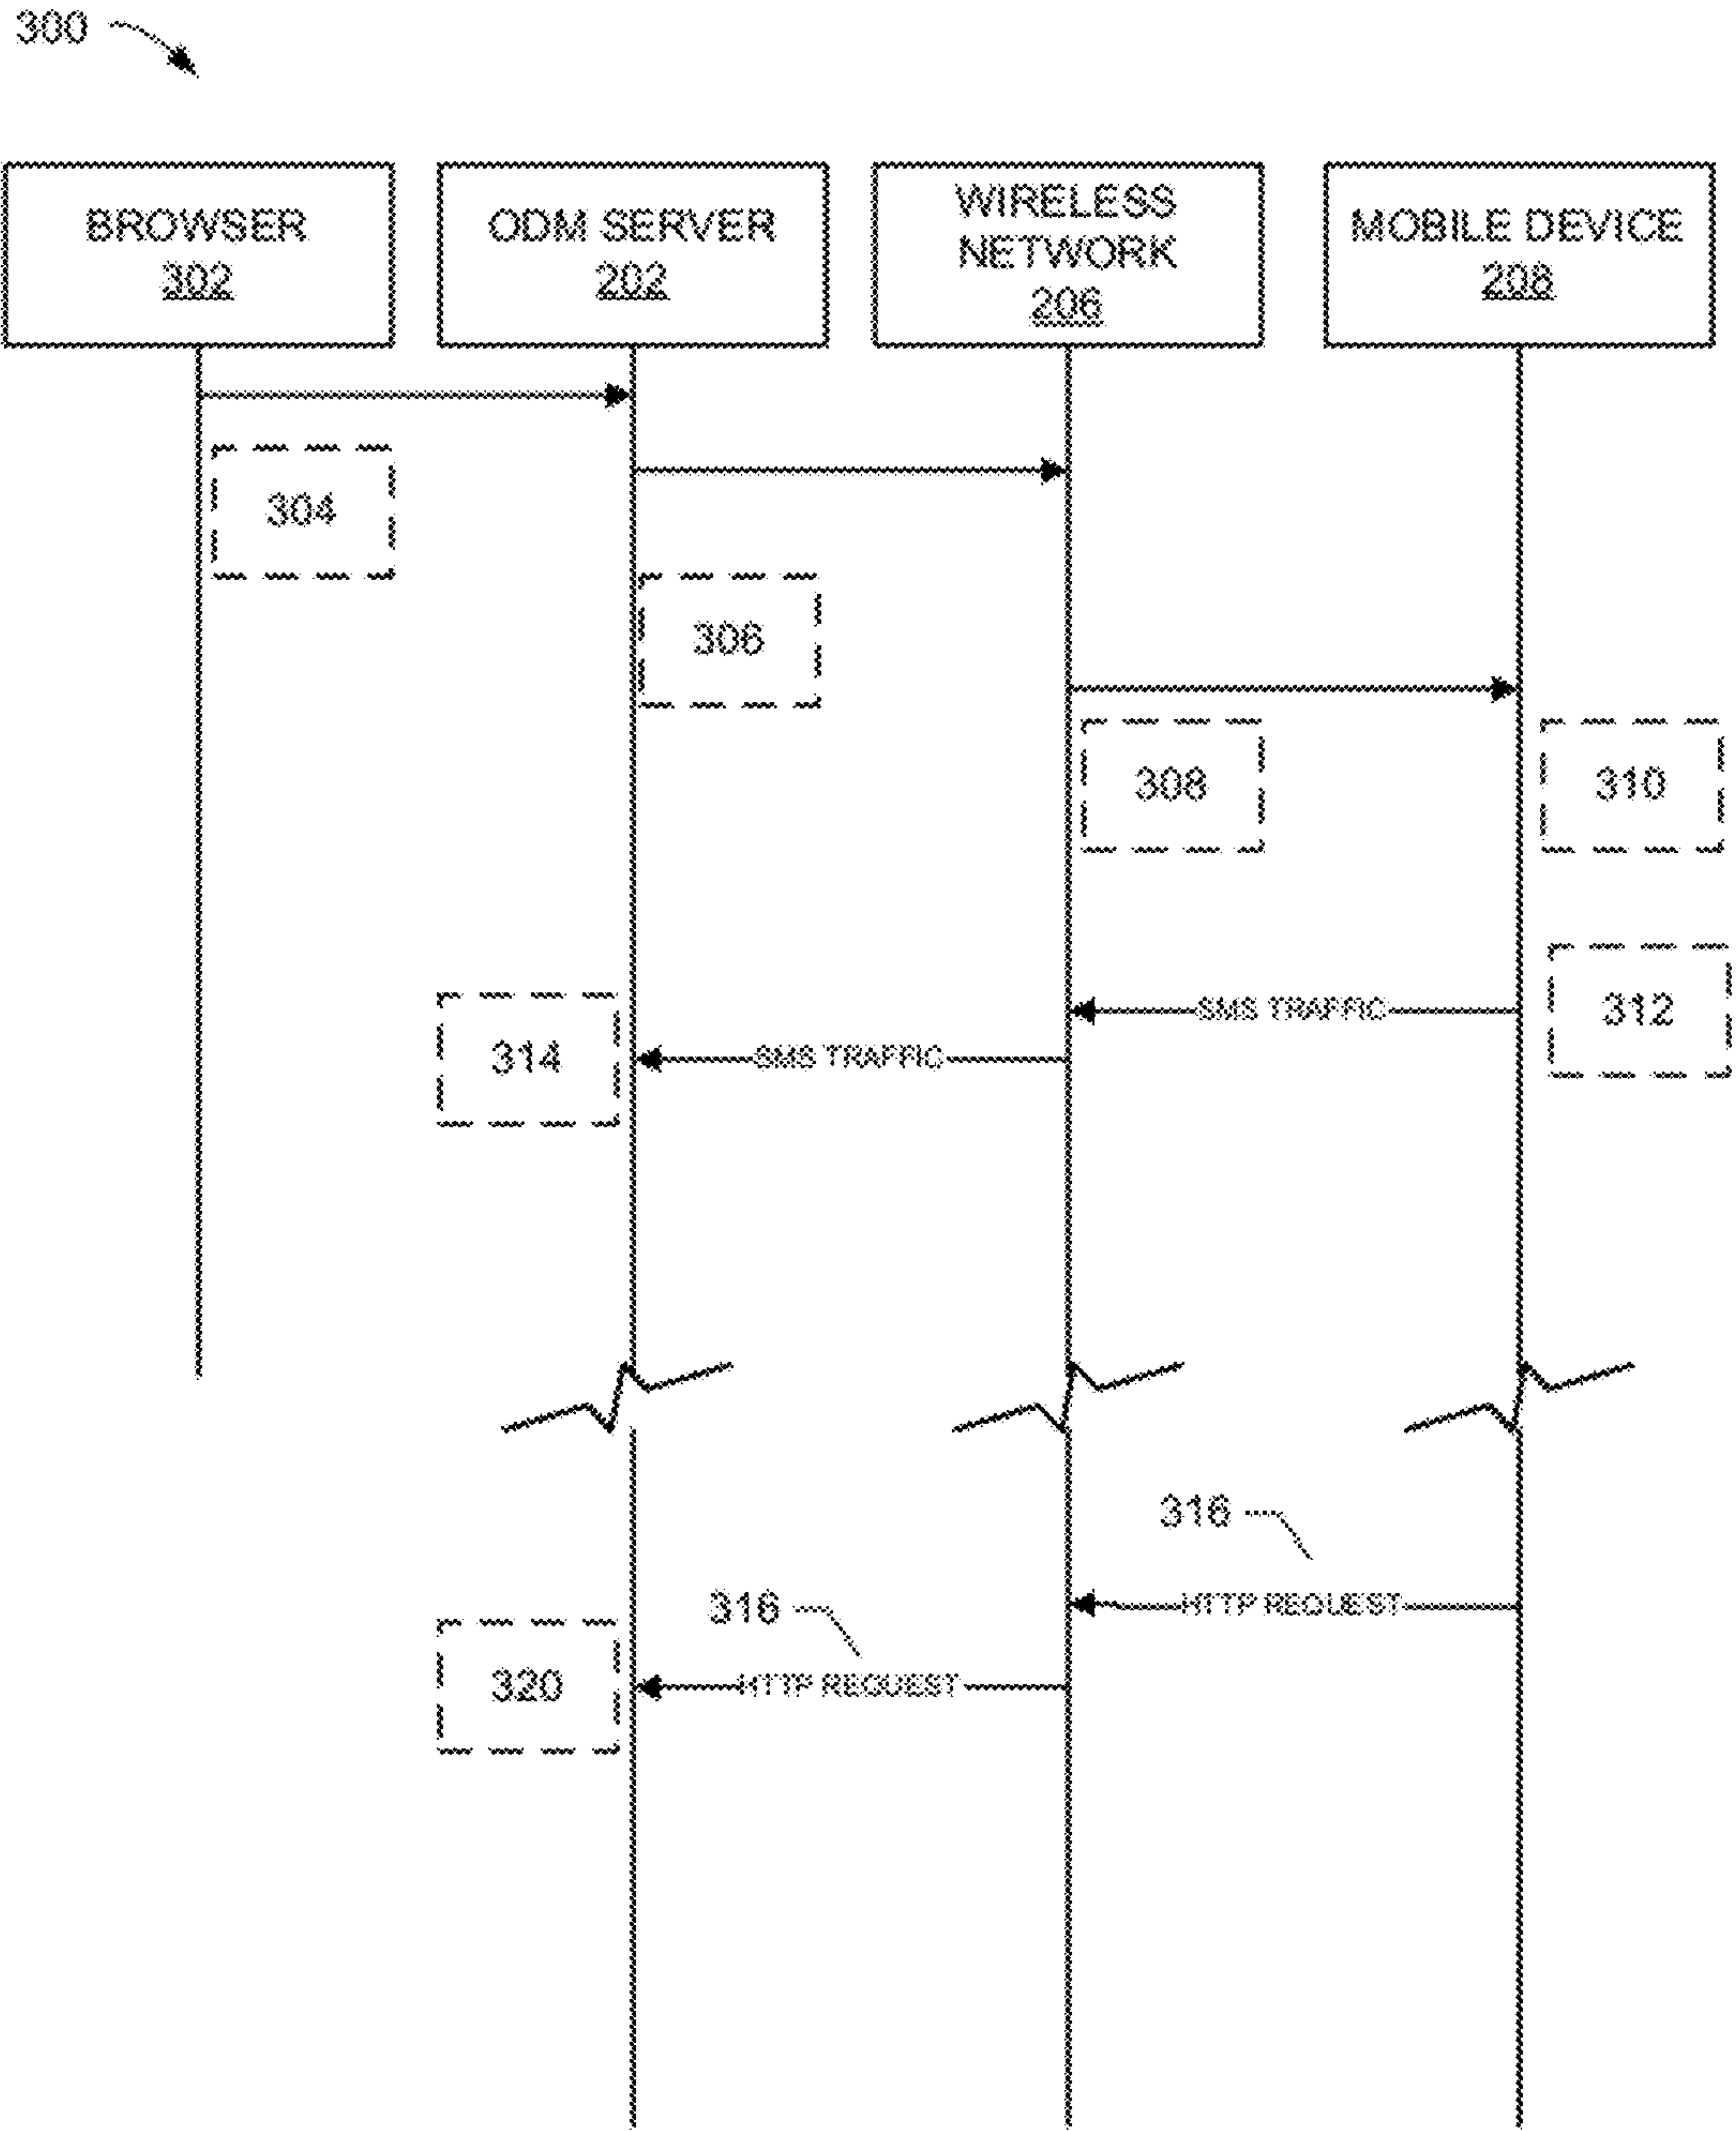 300
BROWSER
302
ODM SERVER
202
WIRELESS
NETWORK
206
MOBILE DEVICE
208
304
306
308
310
312
SMS TRAFFIC
314
SMS TRAFFIC
316
HTTP REQUEST
316
HTTP REQUEST
320